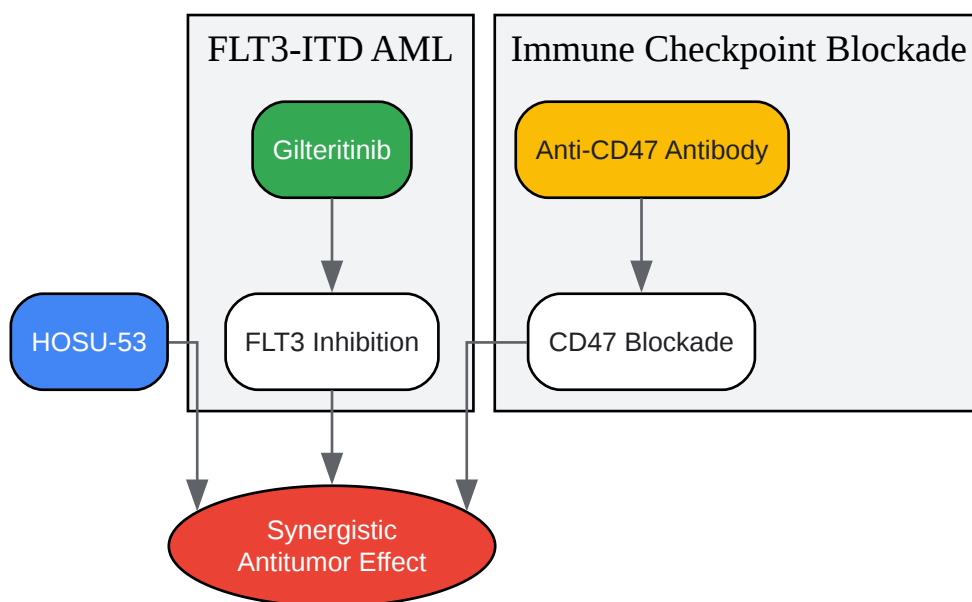 FLT3-ITD AML
Immune Checkpoint Blockade
Gilteritinib
Anti-CD47 Antibody
HOSU-53
FLT3 Inhibition
CD47 Blockade
Synergistic
Antitumor Effect